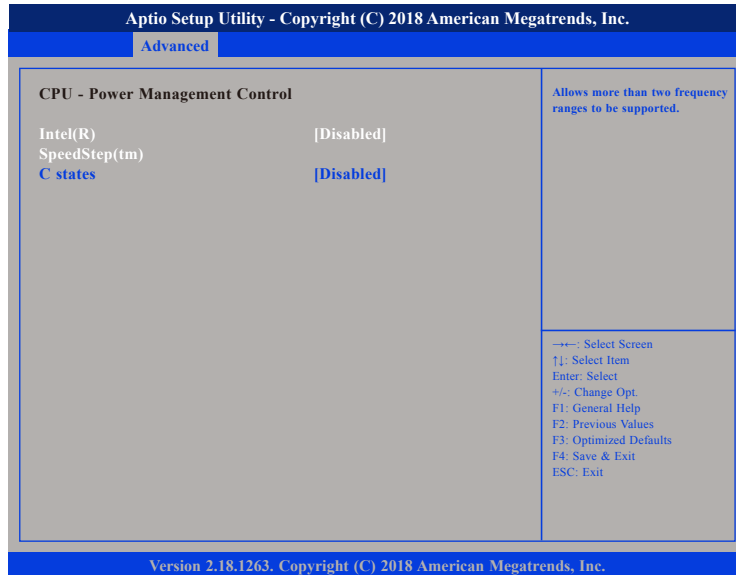 Aptio Setup Utility - Copyright (C) 2018 American Megatrends, Inc.
Advanced
CPU - Power Management Control
Intel(R) [Disabled]
SpeedStep(tm)
C states [Disabled]
Allows more than two frequency
ranges to be supported.
→←: Select Screen
↑↓: Select Item
Enter: Select
+/-: Change Opt.
F1: General Help
F2: Previous Values
F3: Optimized Defaults
F4: Save & Exit
ESC: Exit
Version 2.18.1263. Copyright (C) 2018 American Megatrends, Inc.